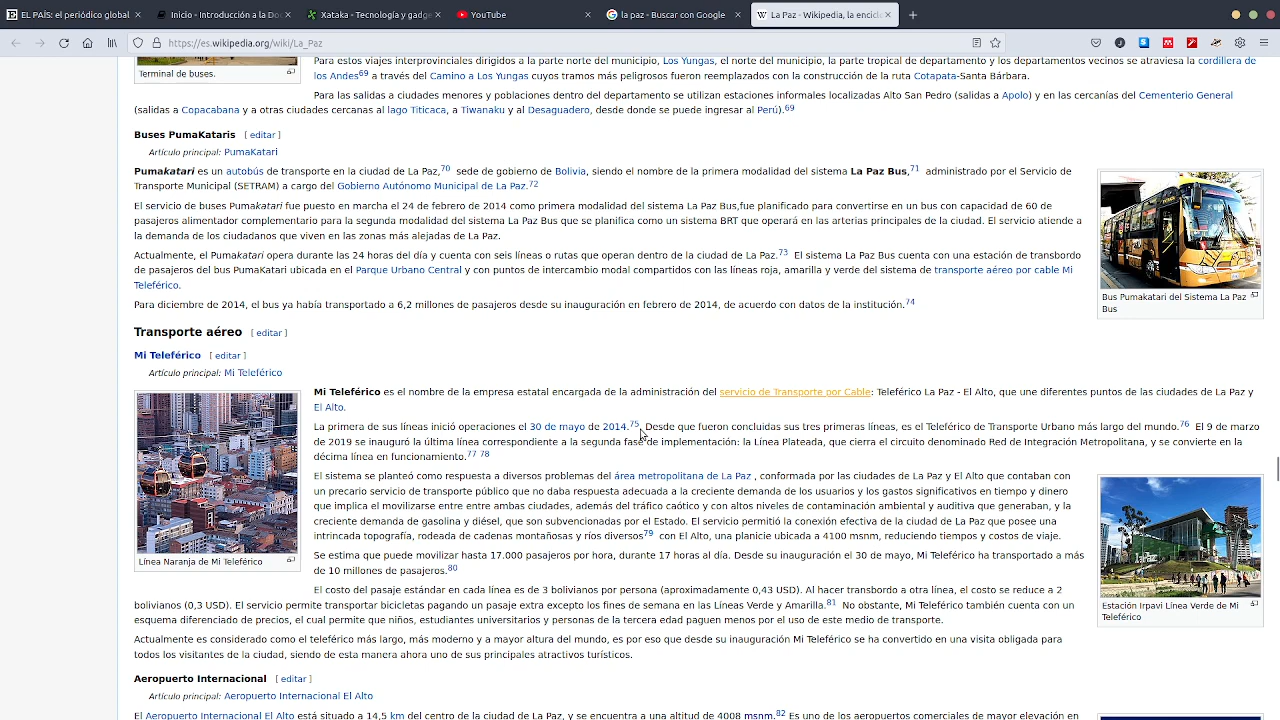 EL PAÍS: el periódico global
Inicio - Introducción a la Do
Xataka - Tecnología y gadge
YouTube
la paz - Buscar con Google
La Paz - Wikipedia, la encicl
https://es.wikipedia.org/wiki/La_Paz
Terminal de buses.
Para estos viajes interprovinciales dirigidos a la parte norte del municipio, Los Yungas, el norte del municipio, la parte tropical de departamento y los departamentos vecinos se atraviesa la cordillera de
los Andes69 a través del Camino a Los Yungas cuyos tramos más peligrosos fueron reemplazados con la construcción de la ruta Cotapata-Santa Bárbara.
Para las salidas a ciudades menores y poblaciones dentro del departamento se utilizan estaciones informales localizadas Alto San Pedro (salidas a Apolo) y en las cercanías del Cementerio General
(salidas a Copacabana y a otras ciudades cercanas al lago Titicaca, a Tiwanaku y al Desaguadero, desde donde se puede ingresar al Perú).69
Buses PumaKataris [ editar ]
Artículo principal: PumaKatari
Pumakatari es un autobús de transporte en la ciudad de La Paz,70 sede de gobierno de Bolivia, siendo el nombre de la primera modalidad del sistema La Paz Bus,71 administrado por el Servicio de
Transporte Municipal (SETRAM) a cargo del Gobierno Autónomo Municipal de La Paz.72
El servicio de buses Pumakatari fue puesto en marcha el 24 de febrero de 2014 como primera modalidad del sistema La Paz Bus,fue planificado para convertirse en un bus con capacidad de 60 de
pasajeros alimentador complementario para la segunda modalidad del sistema La Paz Bus que se planifica como un sistema BRT que operará en las arterias principales de la ciudad. El servicio atiende a
la demanda de los ciudadanos que viven en las zonas más alejadas de La Paz.
Actualmente, el Pumakatari opera durante las 24 horas del día y cuenta con seis líneas o rutas que operan dentro de la ciudad de La Paz.73 El sistema La Paz Bus cuenta con una estación de transbordo
de pasajeros del bus PumaKatari ubicada en el Parque Urbano Central y con puntos de intercambio modal compartidos con las líneas roja, amarilla y verde del sistema de transporte aéreo por cable Mi
Teleférico.
Para diciembre de 2014, el bus ya había transportado a 6,2 millones de pasajeros desde su inauguración en febrero de 2014, de acuerdo con datos de la institución.74
Bus Pumakatari del Sistema La Paz
Bus
Transporte aéreo [ editar ]
Mi Teleférico [ editar ]
Artículo principal: Mi Teleférico
Mi Teleférico es el nombre de la empresa estatal encargada de la administración del servicio de Transporte por Cable: Teleférico La Paz - El Alto, que une diferentes puntos de las ciudades de La Paz y
El Alto.
La primera de sus líneas inició operaciones el 30 de mayo de 2014.75 Desde que fueron concluidas sus tres primeras líneas, es el Teleférico de Transporte Urbano más largo del mundo.76 El 9 de marzo
de 2019 se inauguró la última línea correspondiente a la segunda fase de implementación: la Línea Plateada, que cierra el circuito denominado Red de Integración Metropolitana, y se convierte en la
décima línea en funcionamiento.77 78
El sistema se planteó como respuesta a diversos problemas del área metropolitana de La Paz , conformada por las ciudades de La Paz y El Alto que contaban con
un precario servicio de transporte público que no daba respuesta adecuada a la creciente demanda de los usuarios y los gastos significativos en tiempo y dinero
que implica el movilizarse entre entre ambas ciudades, además del tráfico caótico y con altos niveles de contaminación ambiental y auditiva que generaban, y la
creciente demanda de gasolina y diésel, que son subvencionadas por el Estado. El servicio permitió la conexión efectiva de la ciudad de La Paz que posee una
intrincada topografía, rodeada de cadenas montañosas y ríos diversos79 con El Alto, una planicie ubicada a 4100 msnm, reduciendo tiempos y costos de viaje.
Línea Naranja de Mi Teleférico
Se estima que puede movilizar hasta 17.000 pasajeros por hora, durante 17 horas al día. Desde su inauguración el 30 de mayo, Mi Teleférico ha transportado a más
de 10 millones de pasajeros.80
LaPaz
Estación Irpavi Línea Verde de Mi
Teleférico
El costo del pasaje estándar en cada línea es de 3 bolivianos por persona (aproximadamente 0,43 USD). Al hacer transbordo a otra línea, el costo se reduce a 2
bolivianos (0,3 USD). El servicio permite transportar bicicletas pagando un pasaje extra excepto los fines de semana en las Líneas Verde y Amarilla.81 No obstante, Mi Teleférico también cuenta con un
esquema diferenciado de precios, el cual permite que niños, estudiantes universitarios y personas de la tercera edad paguen menos por el uso de este medio de transporte.
Actualmente es considerado como el teleférico más largo, más moderno y a mayor altura del mundo, es por eso que desde su inauguración Mi Teleférico se ha convertido en una visita obligada para
todos los visitantes de la ciudad, siendo de esta manera ahora uno de sus principales atractivos turísticos.
Aeropuerto Internacional [ editar ]
Artículo principal: Aeropuerto Internacional El Alto
El Aeropuerto Internacional El Alto está situado a 14,5 km del centro de la ciudad de La Paz, y se encuentra a una altitud de 4008 msnm.82 Es uno de los aeropuertos comerciales de mayor elevación en